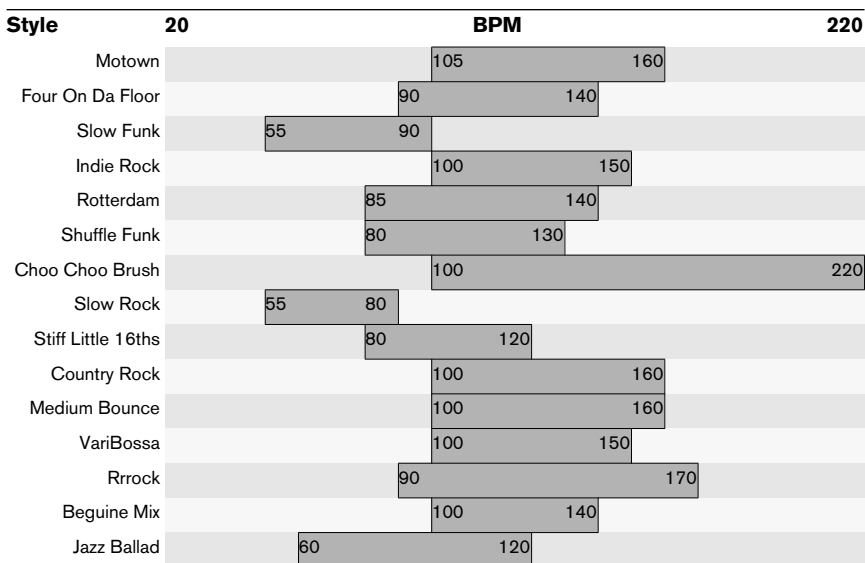 Style 20 BPM 220
Motown 105 160
Four On Da Floor 90 140
Slow Funk 55 90
Indie Rock 100 150
Rotterdam 85 140
Shuffle Funk 80 130
Choo Choo Brush 100 220
Slow Rock 55 80
Stiff Little 16ths 80 120
Country Rock 100 160
Medium Bounce 100 160
VariBossa 100 150
Rrrock 90 170
Beguine Mix 100 140
Jazz Ballad 60 120